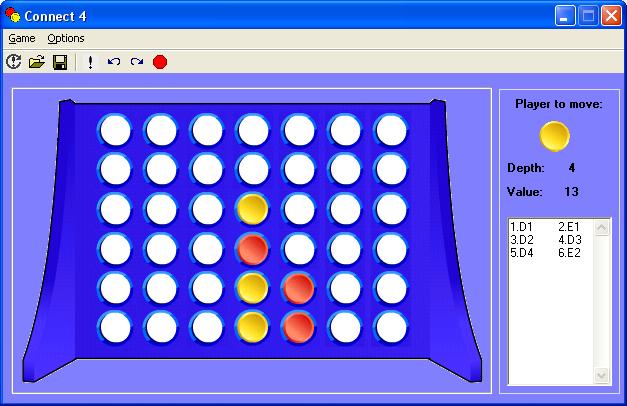 Connect 4
Game Options
!
Player to move:
Depth: 4
Value: 13
1.D1 2.E1
3.D2 4.D3
5.D4 6.E2